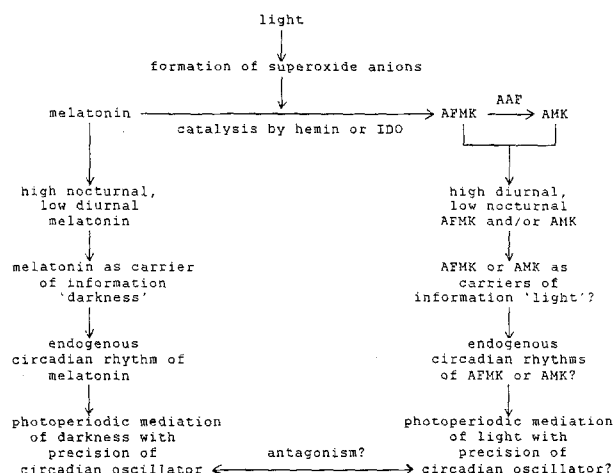 light
formation of superoxide anions
melatonin
catalysis by hemin or IDO
AFMK
AAF
AMK
high nocturnal,
low diurnal
melatonin
melatonin as carrier
of information
'darkness'
endogenous
circadian rhythm of
melatonin
photoperiodic mediation
of darkness with
precision of
circadian oscillator
antagonism?
high diurnal,
low nocturnal
AFMK and/or AMK
AFMK or AMK as
carriers of
information 'light'?
endogenous
circadian rhythms
of AFMK or AMK?
photoperiodic mediation
of light with
precision of
circadian oscillator?